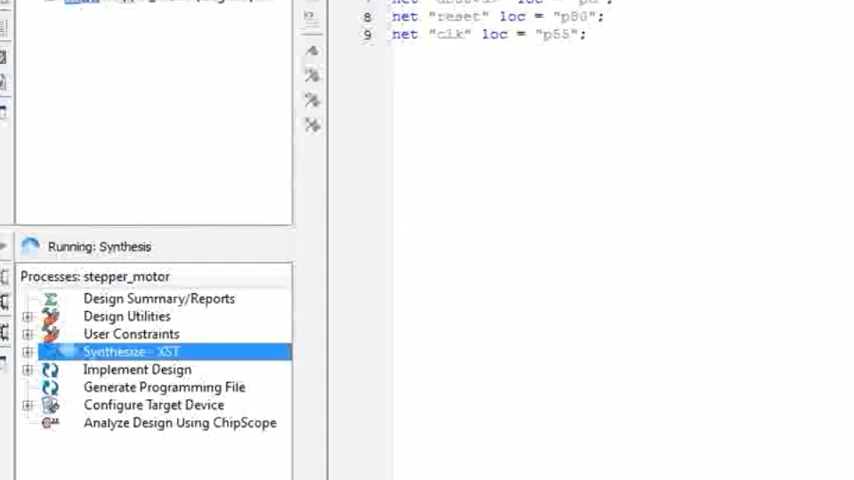 8 net "reset" loc = "p86";
9 net "clk" loc = "p55";
Running: Synthesis
Processes: stepper_motor
Design Summary/Reports
Design Utilities
User Constraints
Synthesize - XST
Implement Design
Generate Programming File
Configure Target Device
Analyze Design Using ChipScope